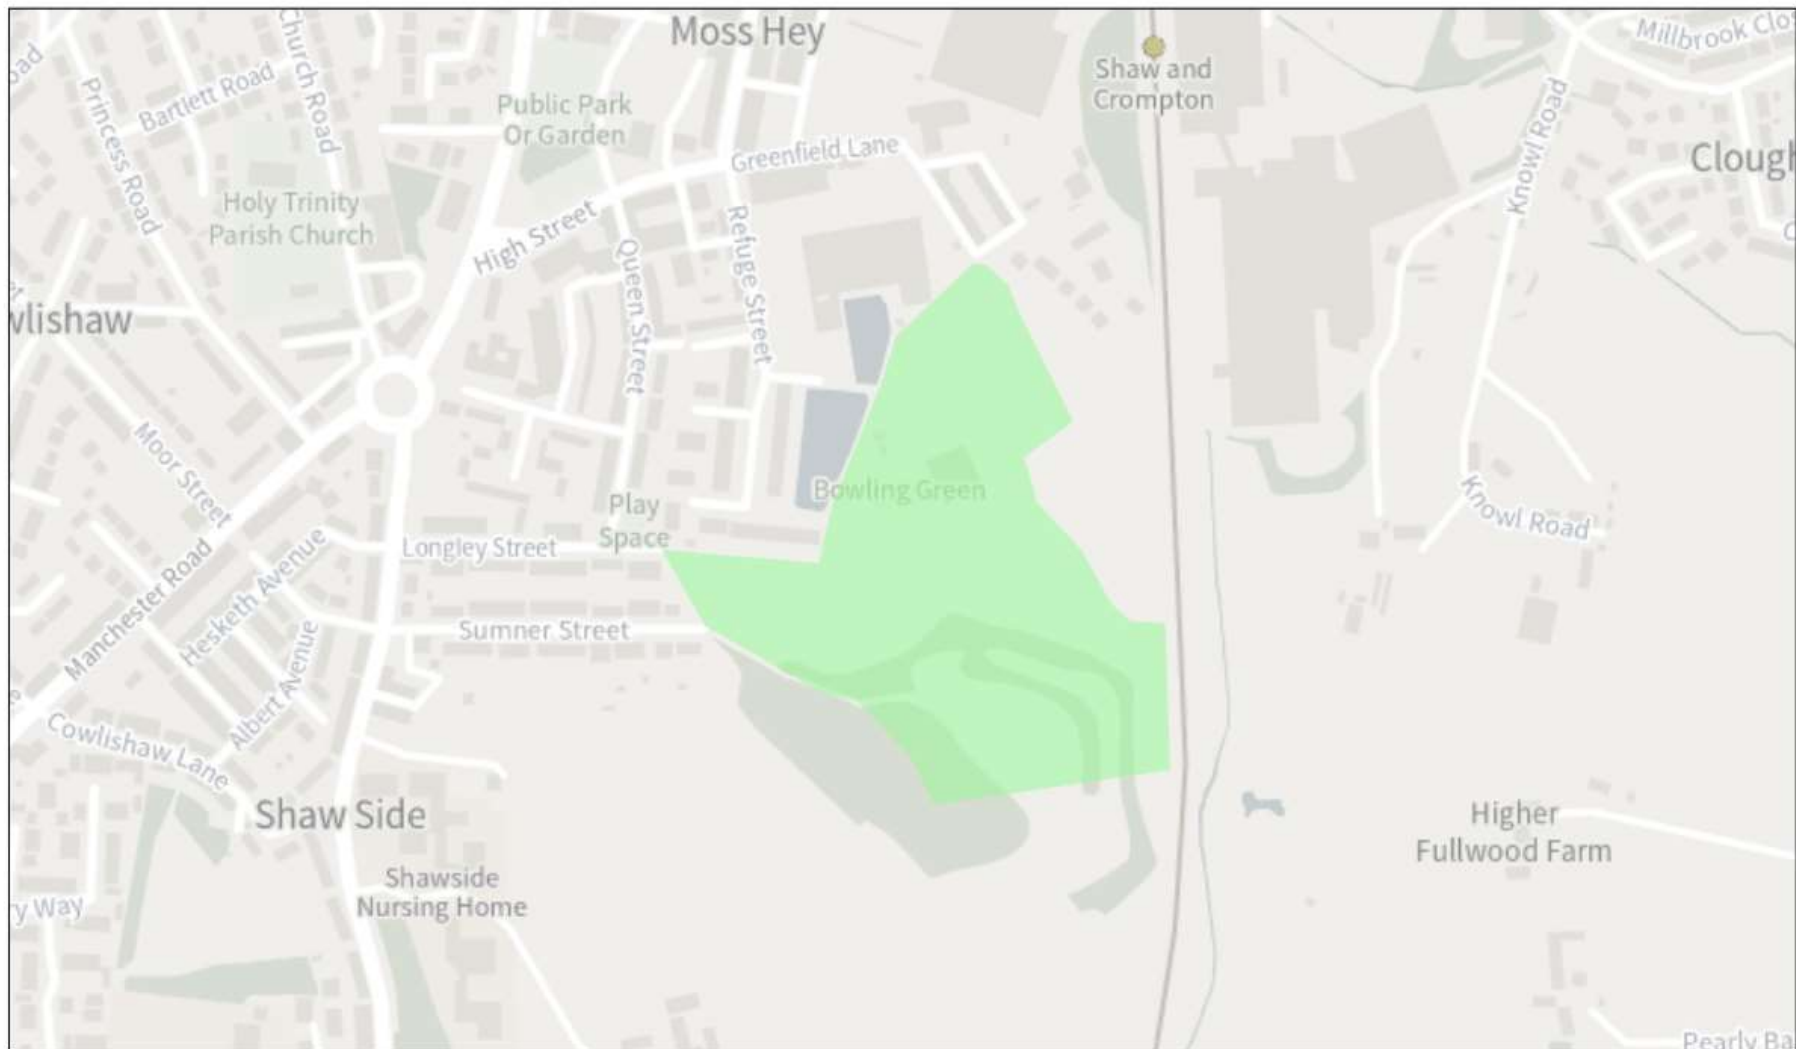 Moss Hey
Millbrook Clos
Church Road
oad
Bartlett Road
Princess Road
Public Park
Or Garden
Shaw and
Crompton
Knowl Road
Clough
Greenfield Lane
Holy Trinity
Parish Church
High Street
Queen Street
Refuge Street
wlishaw
Moor Street
Play
Space
Bowling Green
Knowl Road
Longley Street
Manchester Road
Hesketh Avenue
Albert Avenue
Sumner Street
Cowlishaw Lane
Shaw Side
Higher
Fullwood Farm
Shawside
Nursing Home
ry Way
Pearly Ba